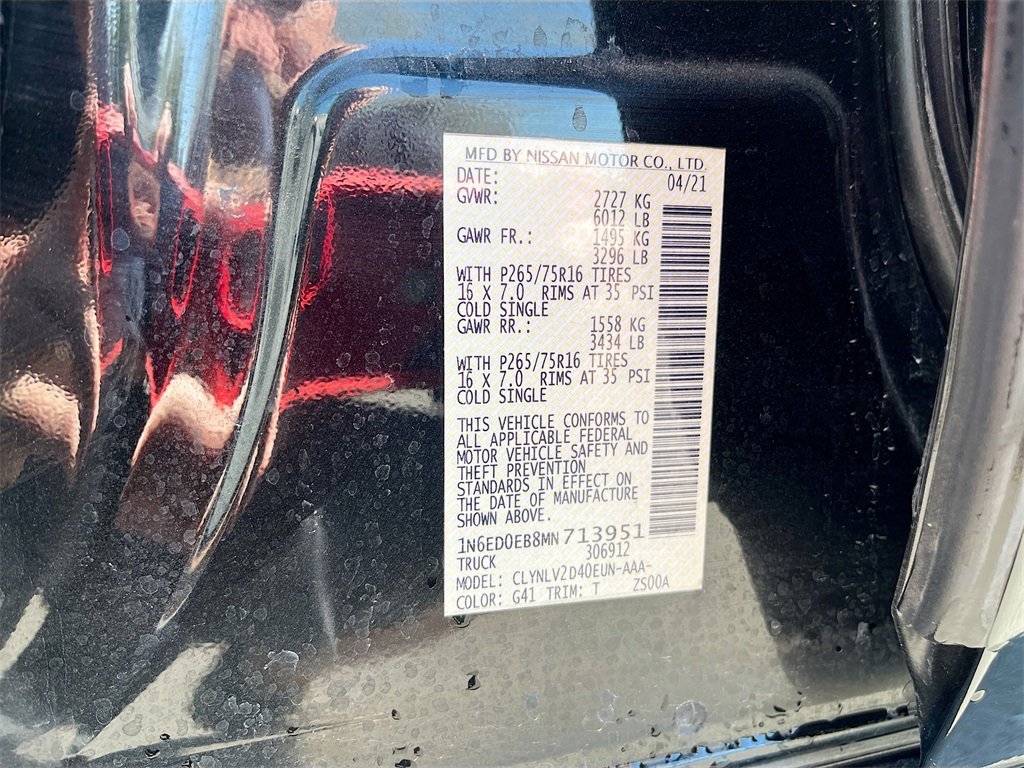 MFD BY NISSAN MOTOR CO., LTD.
DATE: 04/21
GVWR: 2727 KG
6012 LB
GAWR FR.: 1495 KG
3296 LB
WITH P265/75R16 TIRES
16 X 7.0 RIMS AT 35 PSI
COLD SINGLE
GAWR RR.: 1558 KG
3434 LB
WITH P265/75R16 TIRES
16 X 7.0 RIMS AT 35 PSI
COLD SINGLE
THIS VEHICLE CONFORMS TO
ALL APPLICABLE FEDERAL
MOTOR VEHICLE SAFETY AND
THEFT PREVENTION
STANDARDS IN EFFECT ON
THE DATE OF MANUFACTURE
SHOWN ABOVE.
1N6ED0EB8MN713951
TRUCK 306912
MODEL: CLYNLV2D40EUN-AAA-
COLOR: G41 TRIM: T ZS00A